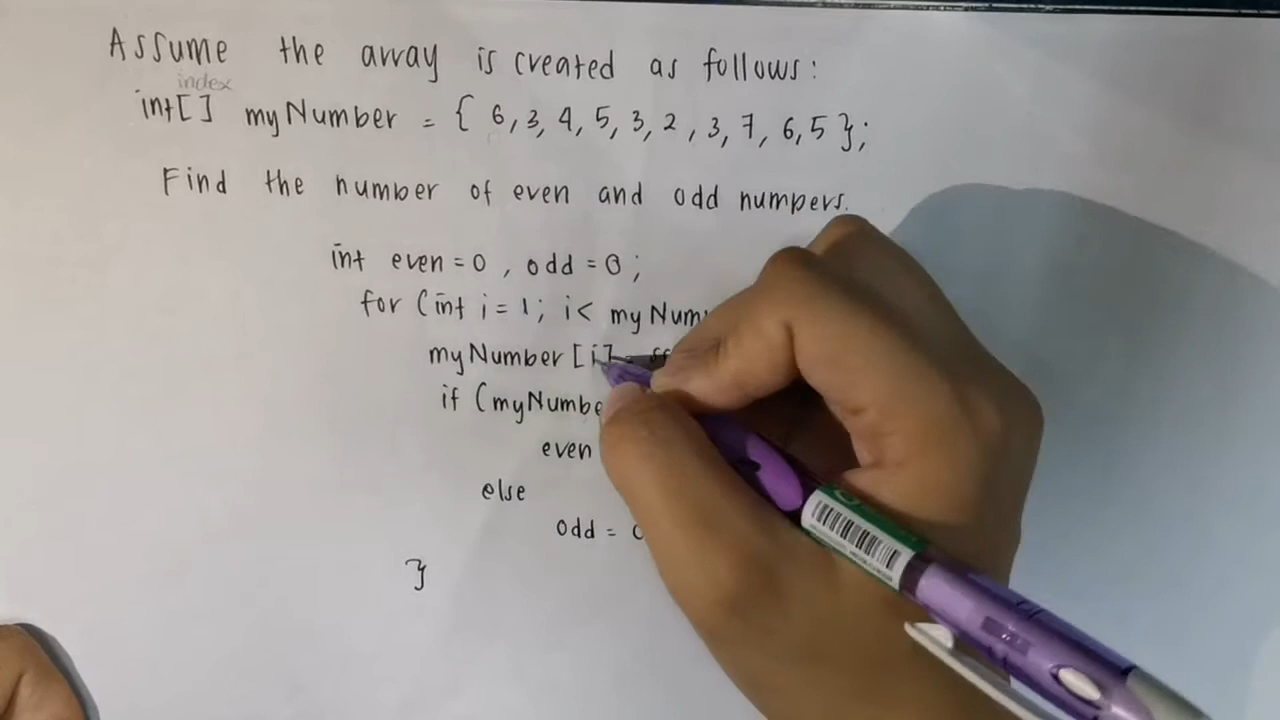 Assume the array is created as follows:
index
int[] myNumber = { 6, 3, 4, 5, 3, 2, 3, 7, 6, 5 };
Find the number of even and odd numpers.
int even = 0, odd = 0;
for (int i = 1; i < myNum
myNumber [i] =
if (myNumbe
even
else
odd =
}